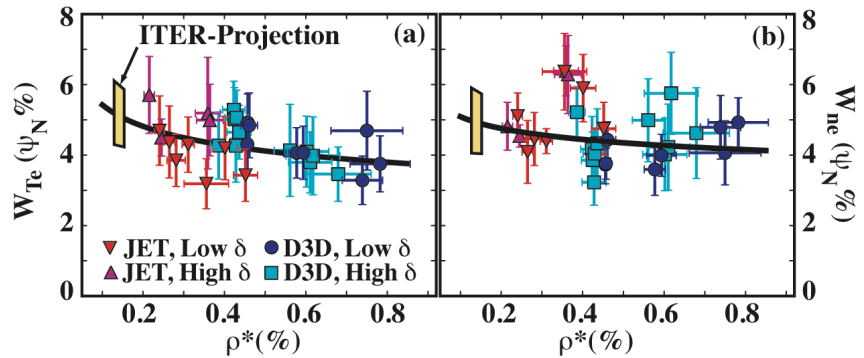 8
6
4
2
0
W_Te (ψ_N %)
ITER-Projection
(a)
JET, Low δ
D3D, Low δ
JET, High δ
D3D, High δ
0.2
0.4
0.6
0.8
ρ*(%)
(b)
0.2
0.4
0.6
0.8
ρ*(%)
8
6
4
2
0
W_ne (ψ_N %)